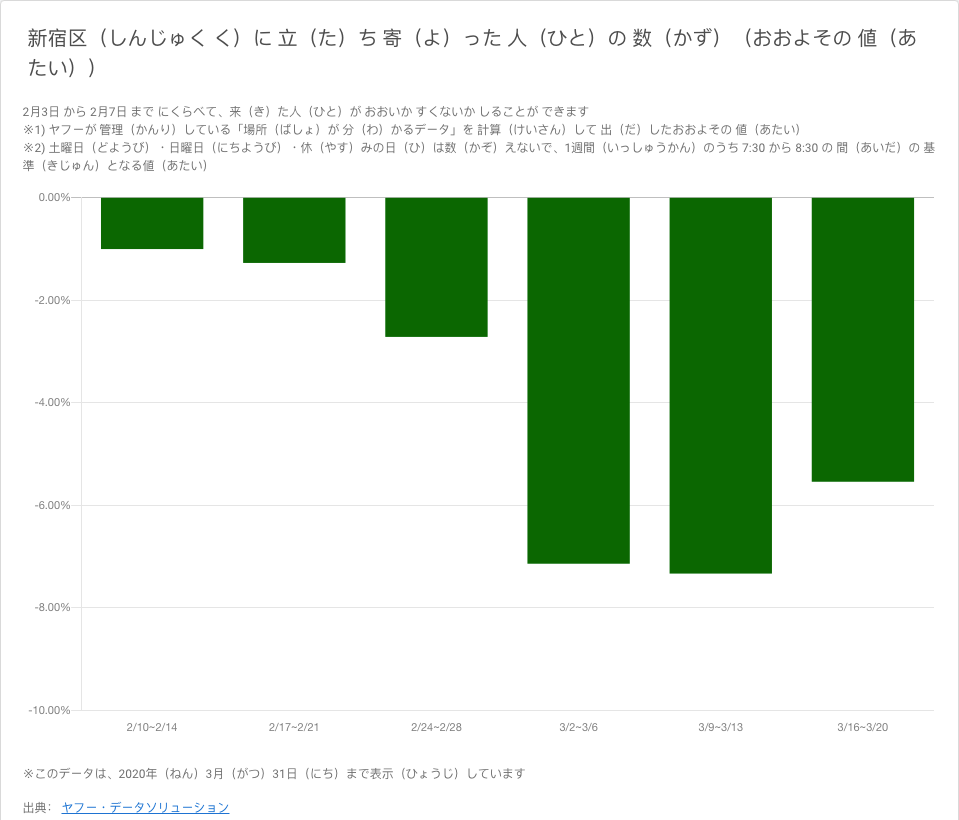 新宿区（しんじゅく く）に 立（た）ち 寄（よ）った 人（ひと）の 数（かず）（おおよその 値（あ
たい））
2月3日 から 2月7日 まで にくらべて、来（き）た人（ひと）が おおいか すくないか しることが できます
※1) ヤフーが 管理（かんり）している「場所（ばしょ）が 分（わ）かるデータ」を 計算（けいさん）して 出（だ）したおおよその 値（あたい）
※2) 土曜日（どようび）・日曜日（にちようび）・休（やす）みの日（ひ）は数（かぞ）えないで、1週間（いっしゅうかん）のうち 7:30 から 8:30 の 間（あいだ）の 基
準（きじゅん）となる値（あたい）
0.00%
-2.00%
-4.00%
-6.00%
-8.00%
-10.00%
2/10~2/14 2/17~2/21 2/24~2/28 3/2~3/6 3/9~3/13 3/16~3/20
※このデータは、2020年（ねん）3月（がつ）31日（にち）まで表示（ひょうじ）しています
出典： ヤフー・データソリューション